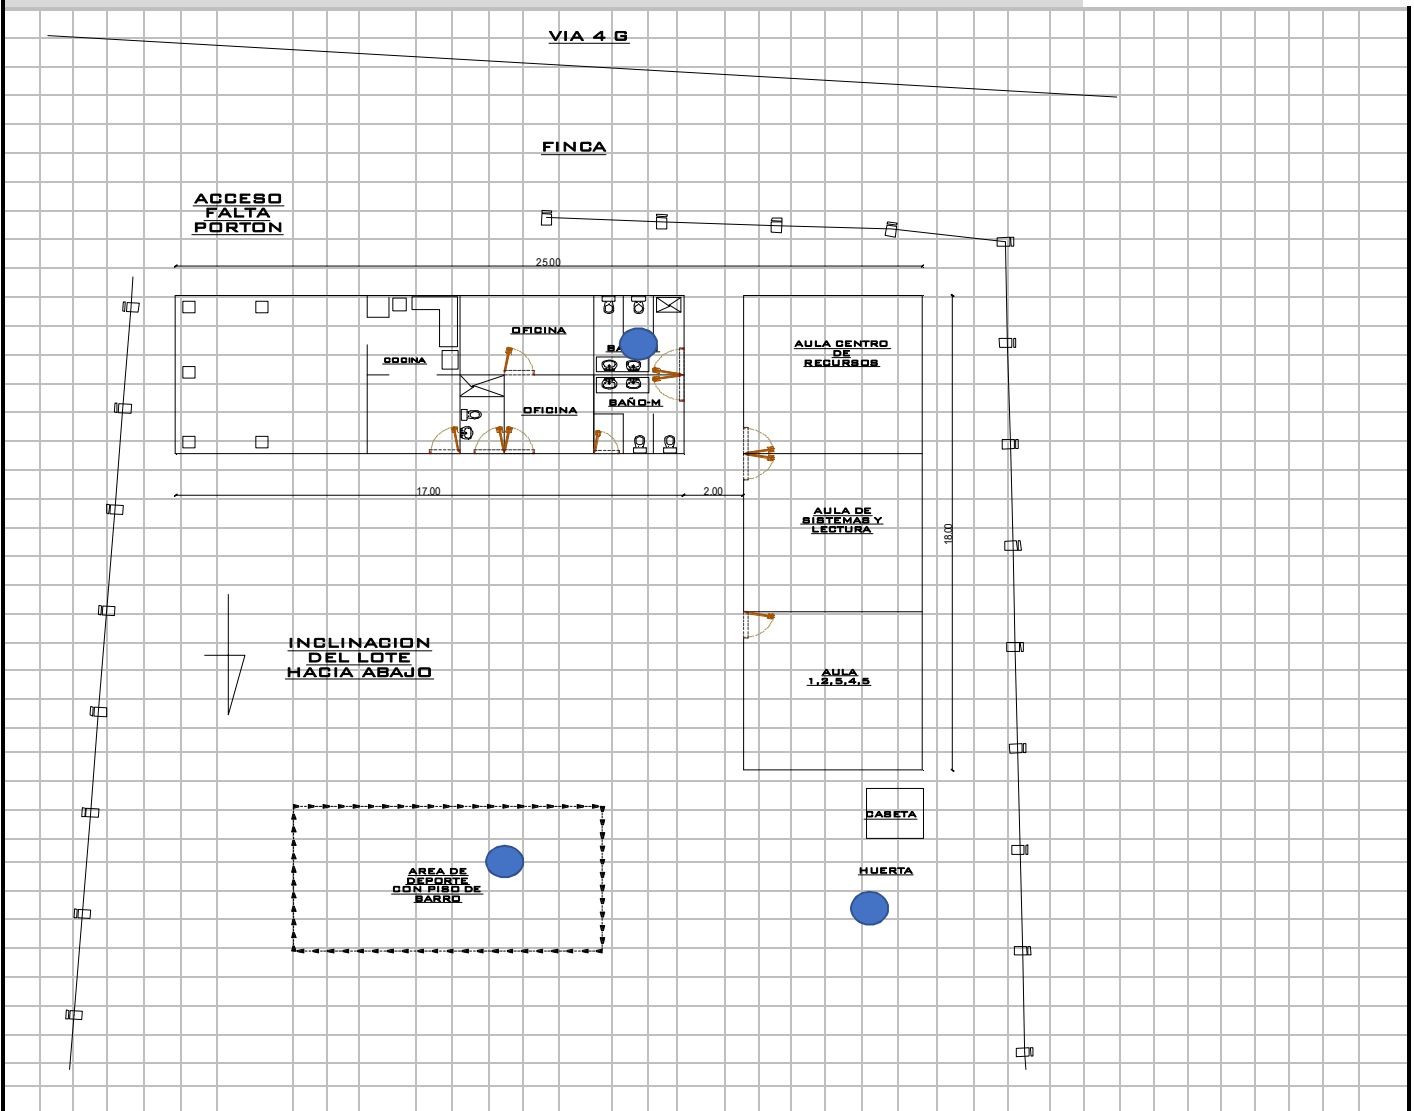 VIA 4 G
FINCA
ACCESO
FALTA
PORTON
25.00
OFICINA
COCINA
BAÑO-M
OFICINA
AULA CENTRO
DE
RECURSOS
17.00
2.00
AULA DE
SISTEMAS Y
LECTURA
18.00
INCLINACION
DEL LOTE
HACIA ABAJO
AULA
1,2,5,4,5
CASETA
AREA DE
DEPORTE
CON PISO DE
BARRO
HUERTA